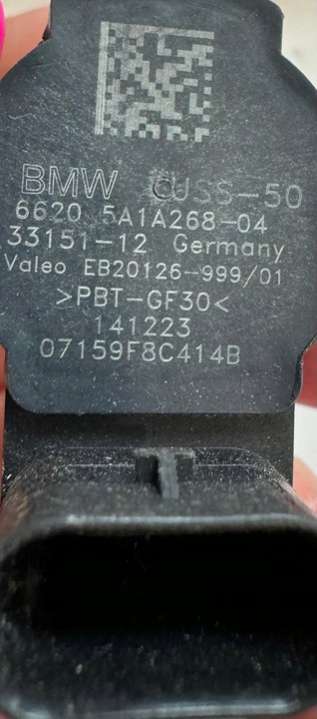 BMW CUSS-50
6620 5A1A268-04
33151-12 Germany
Valeo EB20126-999/01
>PBT-GF30<
141223
07159F8C414B